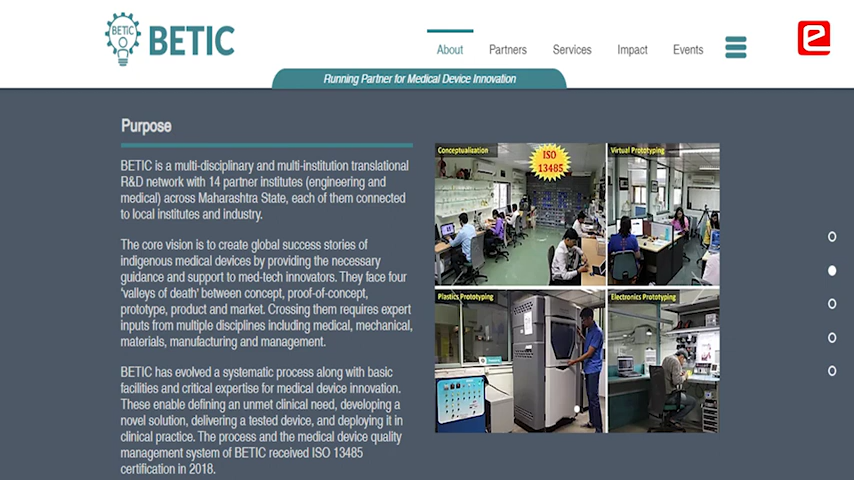 BETIC
BETIC
About
Partners
Services
Impact
Events
e
Running Partner for Medical Device Innovation
Purpose
BETIC is a multi-disciplinary and multi-institution translational
R&D network with 14 partner institutes (engineering and
medical) across Maharashtra State, each of them connected
to local institutes and industry.
The core vision is to create global success stories of
indigenous medical devices by providing the necessary
guidance and support to med-tech innovators. They face four
‘valleys of death’ between concept, proof-of-concept,
prototype, product and market. Crossing them requires expert
inputs from multiple disciplines including medical, mechanical,
materials, manufacturing and management.
BETIC has evolved a systematic process along with basic
facilities and critical expertise for medical device innovation.
These enable defining an unmet clinical need, developing a
novel solution, delivering a tested device, and deploying it in
clinical practice. The process and the medical device quality
management system of BETIC received ISO 13485
certification in 2018.
Conceptualization
ISO
13485
Virtual Prototyping
Plastics Prototyping
Electronics Prototyping